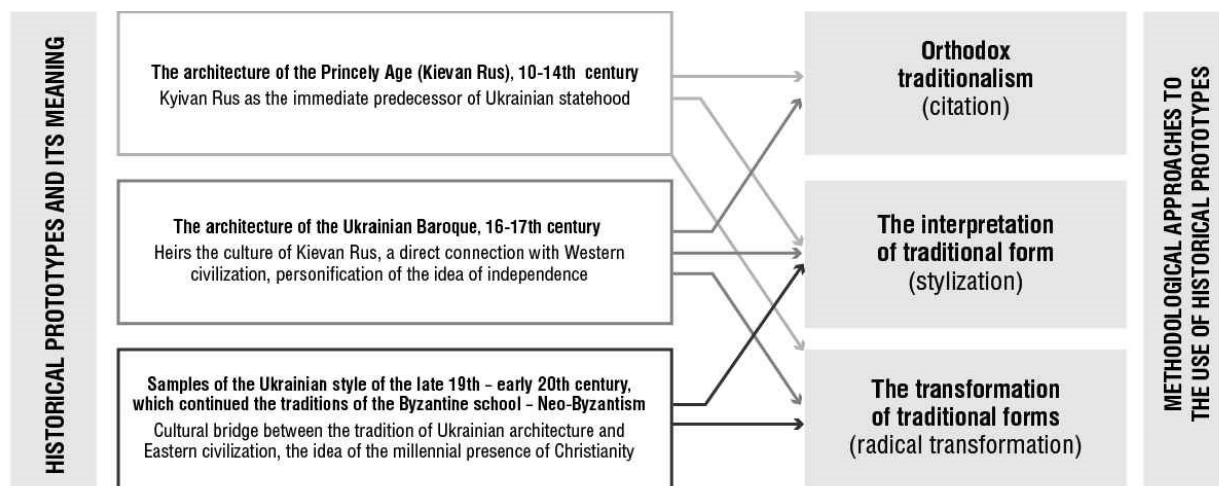 HISTORICAL PROTOTYPES AND ITS MEANING
The architecture of the Princely Age (Kievan Rus), 10-14th century
Kyivan Rus as the immediate predecessor of Ukrainian statehood
The architecture of the Ukrainian Baroque, 16-17th century
Heirs the culture of Kievan Rus, a direct connection with Western
civilization, personification of the idea of independence
Samples of the Ukrainian style of the late 19th – early 20th century,
which continued the traditions of the Byzantine school – Neo-Byzantism
Cultural bridge between the tradition of Ukrainian architecture and
Eastern civilization, the idea of the millennial presence of Christianity
Orthodox
traditionalism
(citation)
The interpretation
of traditional form
(stylization)
The transformation
of traditional forms
(radical transformation)
METHODOLOGICAL APPROACHES TO
THE USE OF HISTORICAL PROTOTYPES